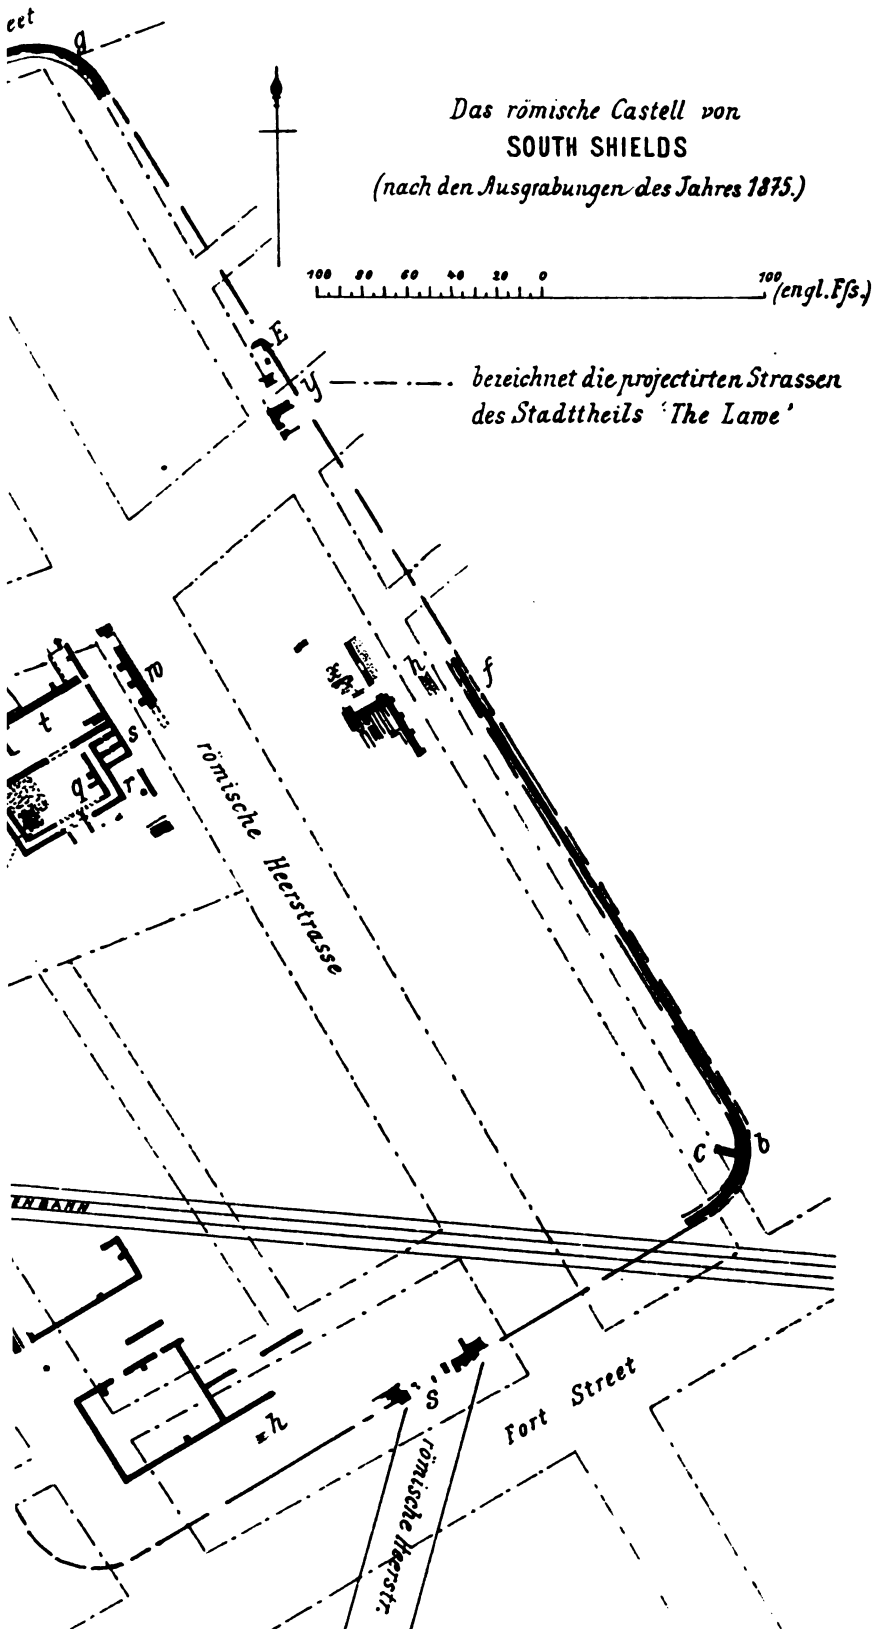 eet
g
Das römische Castell von
SOUTH SHIELDS
(nach den Ausgrabungen des Jahres 1875.)
100 80 60 40 20 0 100 (engl. Fſs.)
E
y
bezeichnet die projectirten Strassen
des Stadttheils 'The Lawe'
h
f
m
t
s
q
r.
römische Heerstrasse
C
b
ENBAHN
S
h
Fort Street
römische Heerstr.